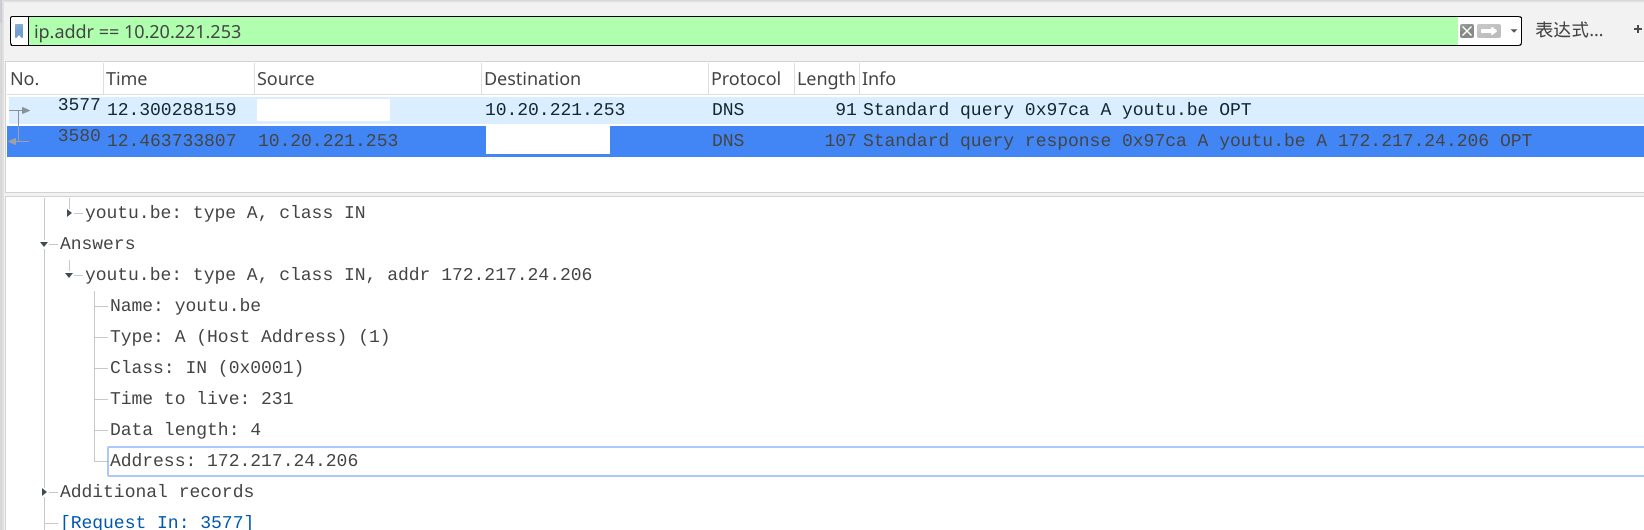 ip.addr == 10.20.221.253 表达式... +
No. Time Source Destination Protocol Length Info
3577 12.300288159 10.20.221.253 DNS 91 Standard query 0x97ca A youtu.be OPT
3580 12.463733807 10.20.221.253 DNS 107 Standard query response 0x97ca A youtu.be A 172.217.24.206 OPT
youtu.be: type A, class IN
Answers
youtu.be: type A, class IN, addr 172.217.24.206
Name: youtu.be
Type: A (Host Address) (1)
Class: IN (0x0001)
Time to live: 231
Data length: 4
Address: 172.217.24.206
Additional records
[Request In: 3577]